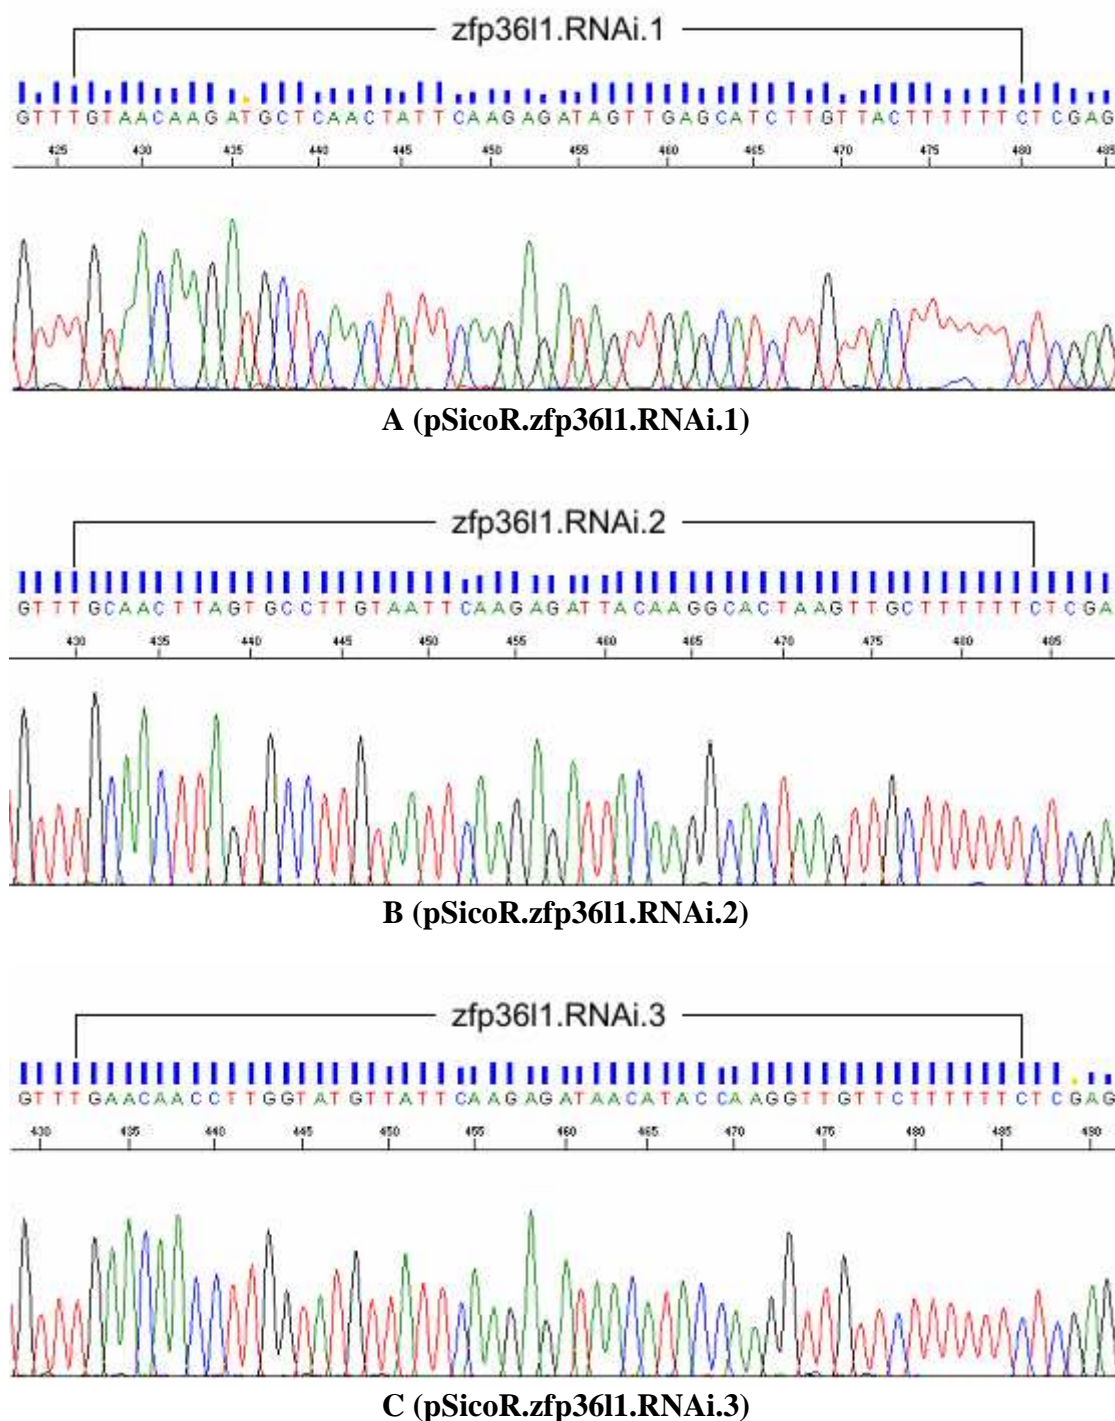 zfp36l1.RNAi.1
GTTTGTAACAAGATGCTCAACTATTCAAGAGATAGTTGAGCATCTTGTTACTTTTTTCTCGAG
425 430 435 440 445 450 455 460 465 470 475 480 485
A (pSicoR.zfp36l1.RNAi.1)
zfp36l1.RNAi.2
GTTTGCAACTTAGTGCCTTGTAATTCAAGAGATTACAAGGCACTAAGTTGCTTTTTTCTCGA
430 435 440 445 450 455 460 465 470 475 480 485
B (pSicoR.zfp36l1.RNAi.2)
zfp36l1.RNAi.3
GTTTGAACAACCTTGGTATGTTATTCAAGAGATAACATACCAAGGTTGTTCTTTTTTCTCGAG
430 435 440 445 450 455 460 465 470 475 480 485 490
C (pSicoR.zfp36l1.RNAi.3)